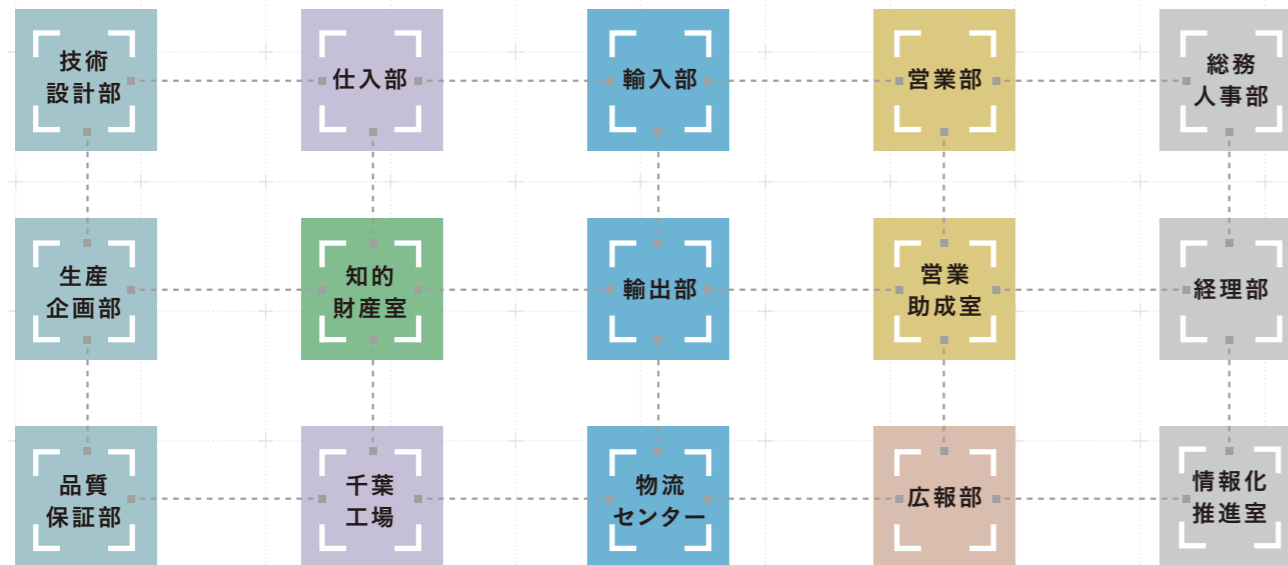 技術
設計部
仕入部
輸入部
営業部
総務
人事部
生産
企画部
知的
財産室
輸出部
営業
助成室
経理部
品質
保証部
千葉
工場
物流
センター
広報部
情報化
推進室